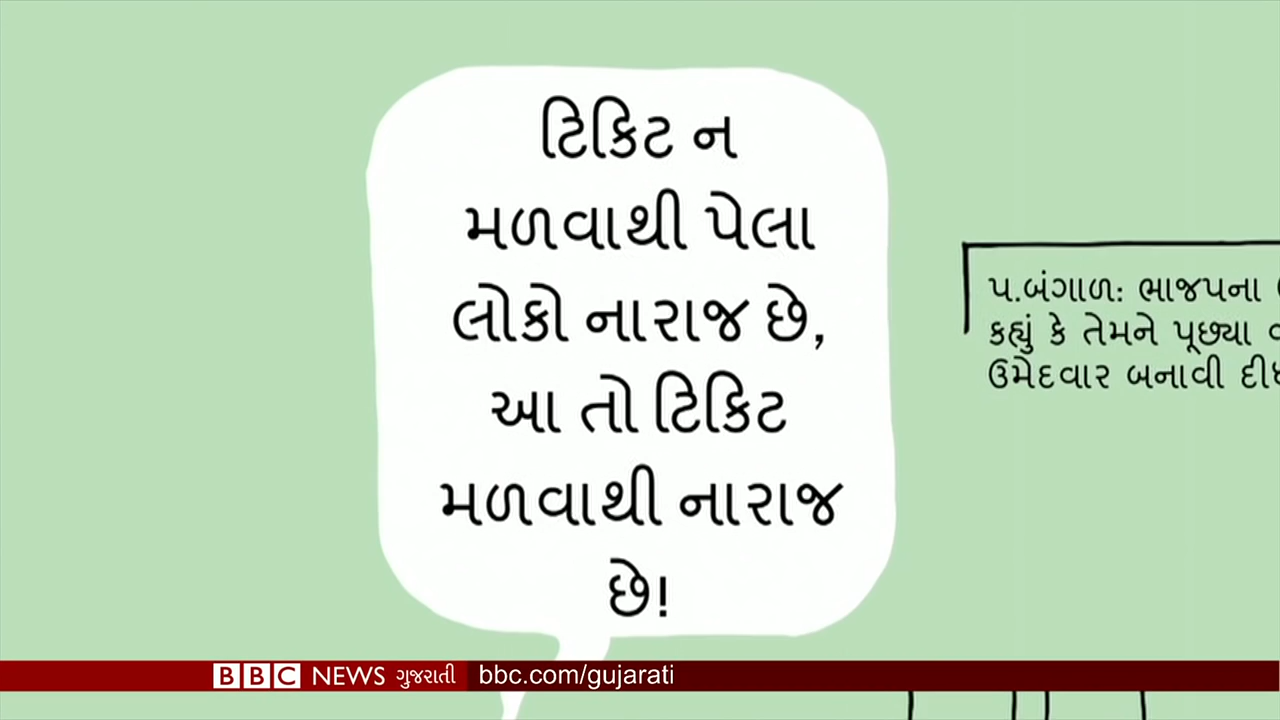 ટિકિટ ન
મળવાથી પેલા
લોકો નારાજ છે,
આ તો ટિકિટ
મળવાથી નારાજ
છે!
પ.બંગાળ: ભાજપના
કહ્યું કે તેમને પૂછ્યા
ઉમેદવાર બનાવી
BBC NEWS ગુજરાતી bbc.com/gujarati